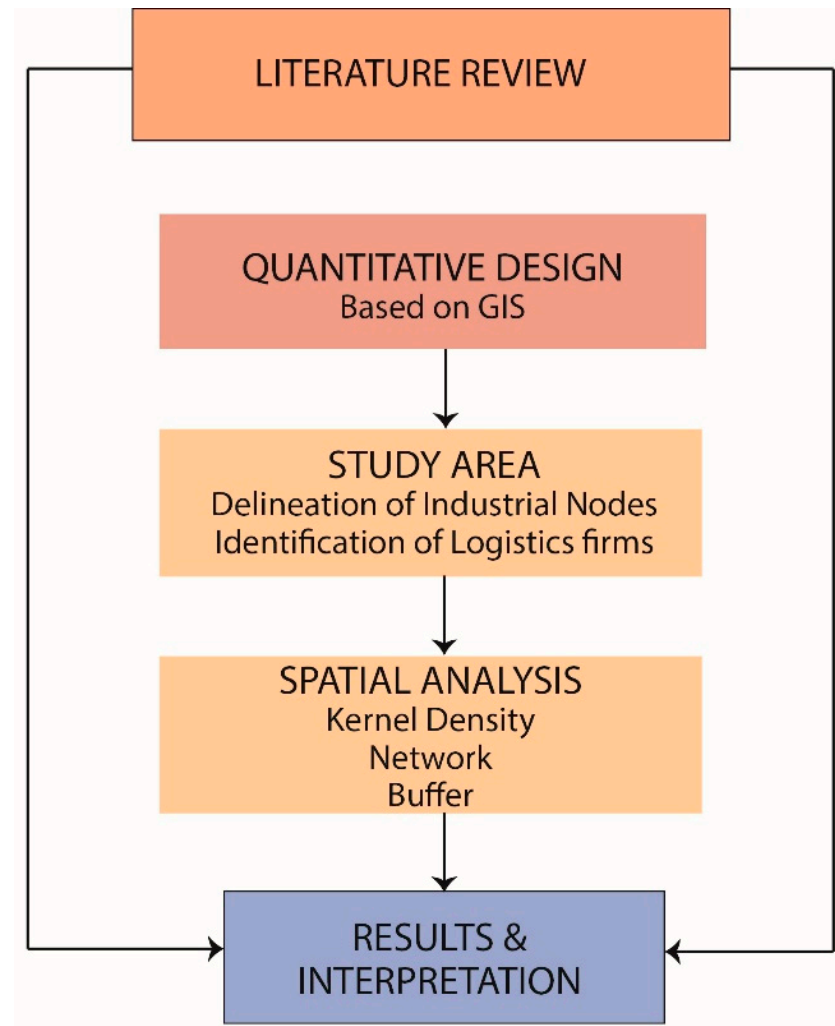 LITERATURE REVIEW
QUANTITATIVE DESIGN
Based on GIS
STUDY AREA
Delineation of Industrial Nodes
Identification of Logistics firms
SPATIAL ANALYSIS
Kernel Density
Network
Buffer
RESULTS &
INTERPRETATION